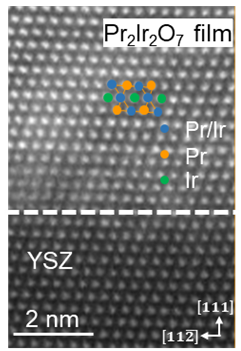 Pr₂Ir₂O₇ film
Pr/Ir
Pr
Ir
YSZ
[111]
2 nm
[112̄]